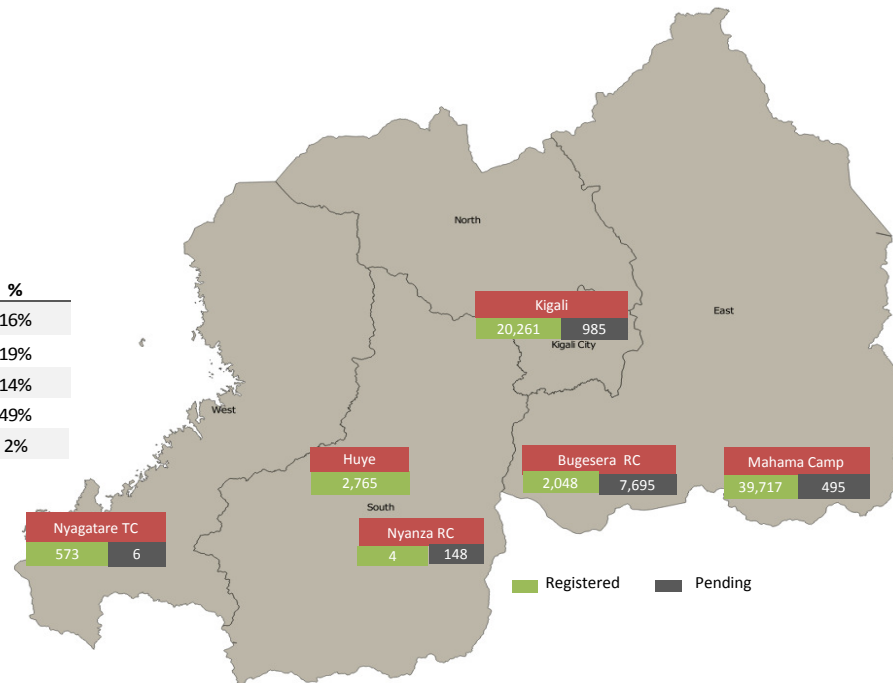 North
%
16%
19%
14%
49%
2%
Kigali
20,261 985
Kigali City
East
West
Huye
2,765
South
Bugesera RC
2,048 7,695
Mahama Camp
39,717 495
Nyagatare TC
573 6
Nyanza RC
4 148
Registered Pending